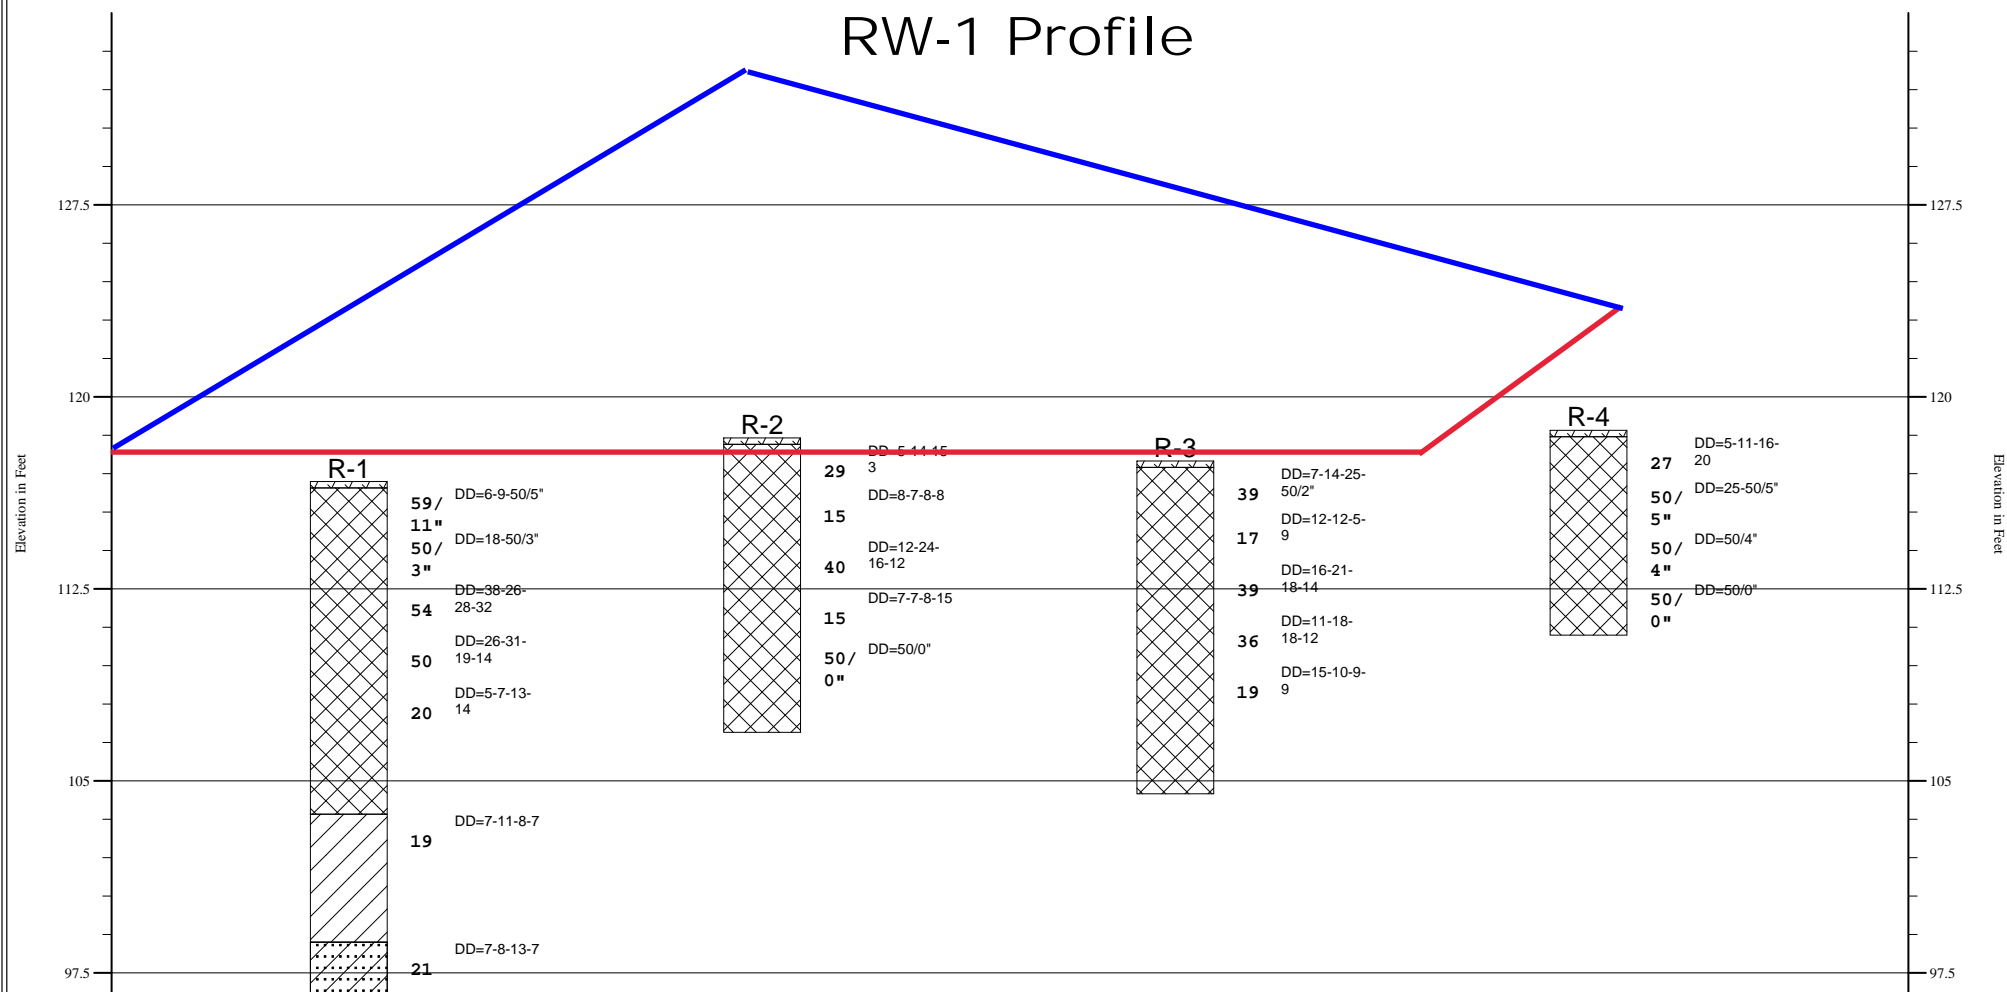 RW-1 Profile
127.5
127.5
120
120
112.5
112.5
105
105
97.5
97.5
Elevation in Feet
Elevation in Feet
R-1
59/
11"
DD=6-9-50/5"
50/
3"
DD=18-50/3"
54
DD=38-26-
28-32
50
DD=26-31-
19-14
20
DD=5-7-13-
14
19
DD=7-11-8-7
21
DD=7-8-13-7
R-2
29
DD=5-14-15-
3
15
DD=8-7-8-8
40
DD=12-24-
16-12
15
DD=7-7-8-15
50/
0"
DD=50/0"
R-3
39
DD=7-14-25-
50/2"
17
DD=12-12-5-
9
39
DD=16-21-
18-14
36
DD=11-18-
18-12
19
DD=15-10-9-
9
R-4
27
DD=5-11-16-
20
50/
5"
DD=25-50/5"
50/
4"
DD=50/4"
50/
0"
DD=50/0"